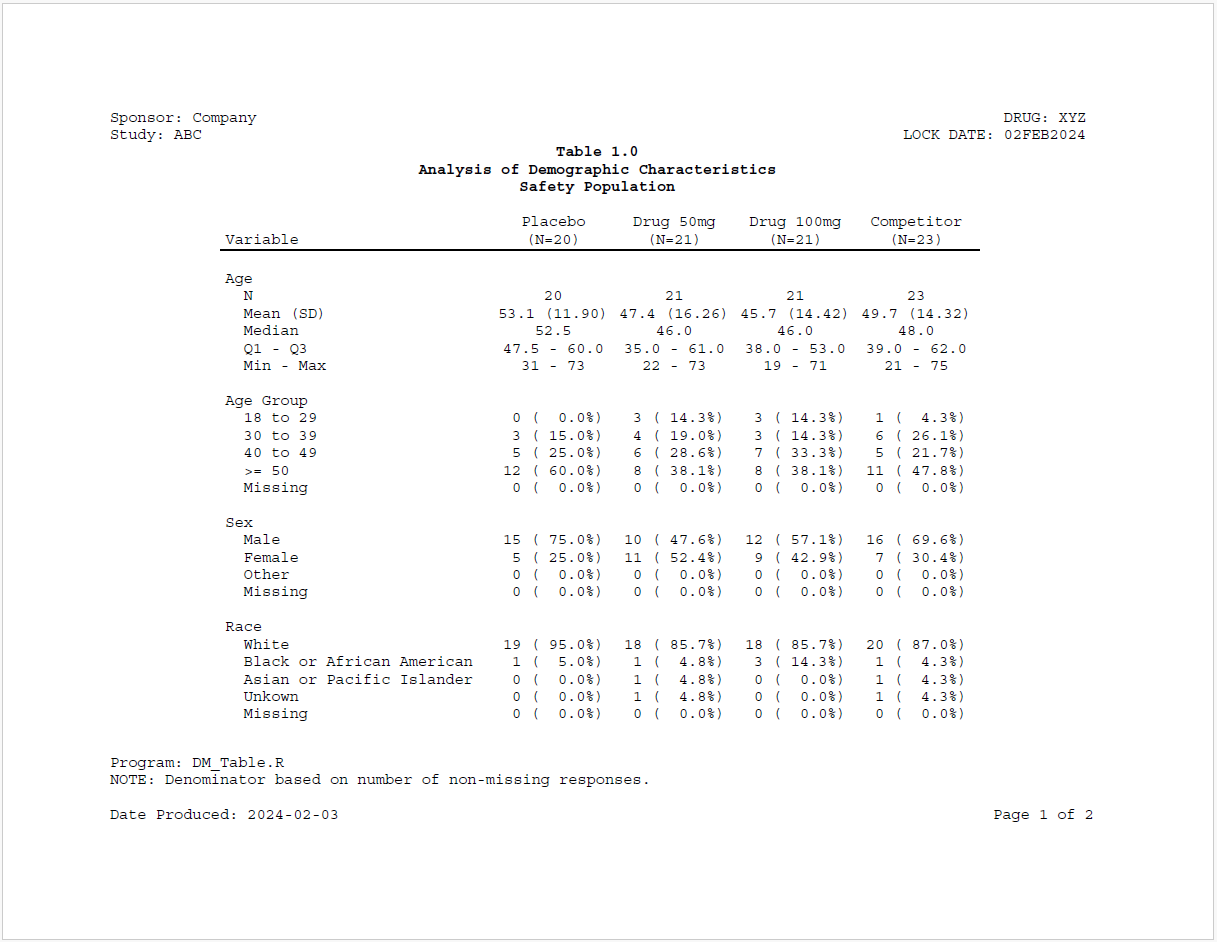 Sponsor: Company DRUG: XYZ
Study: ABC LOCK DATE: 02FEB2024
Table 1.0
Analysis of Demographic Characteristics
Safety Population
Placebo Drug 50mg Drug 100mg Competitor
Variable (N=20) (N=21) (N=21) (N=23)
Age
N 20 21 21 23
Mean (SD) 53.1 (11.90) 47.4 (16.26) 45.7 (14.42) 49.7 (14.32)
Median 52.5 46.0 46.0 48.0
Q1 - Q3 47.5 - 60.0 35.0 - 61.0 38.0 - 53.0 39.0 - 62.0
Min - Max 31 - 73 22 - 73 19 - 71 21 - 75
Age Group
18 to 29 0 (  0.0%) 3 ( 14.3%) 3 ( 14.3%) 1 (  4.3%)
30 to 39 3 ( 15.0%) 4 ( 19.0%) 3 ( 14.3%) 6 ( 26.1%)
40 to 49 5 ( 25.0%) 6 ( 28.6%) 7 ( 33.3%) 5 ( 21.7%)
>= 50 12 ( 60.0%) 8 ( 38.1%) 8 ( 38.1%) 11 ( 47.8%)
Missing 0 (  0.0%) 0 (  0.0%) 0 (  0.0%) 0 (  0.0%)
Sex
Male 15 ( 75.0%) 10 ( 47.6%) 12 ( 57.1%) 16 ( 69.6%)
Female 5 ( 25.0%) 11 ( 52.4%) 9 ( 42.9%) 7 ( 30.4%)
Other 0 (  0.0%) 0 (  0.0%) 0 (  0.0%) 0 (  0.0%)
Missing 0 (  0.0%) 0 (  0.0%) 0 (  0.0%) 0 (  0.0%)
Race
White 19 ( 95.0%) 18 ( 85.7%) 18 ( 85.7%) 20 ( 87.0%)
Black or African American 1 (  5.0%) 1 (  4.8%) 3 ( 14.3%) 1 (  4.3%)
Asian or Pacific Islander 0 (  0.0%) 1 (  4.8%) 0 (  0.0%) 1 (  4.3%)
Unkown 0 (  0.0%) 1 (  4.8%) 0 (  0.0%) 1 (  4.3%)
Missing 0 (  0.0%) 0 (  0.0%) 0 (  0.0%) 0 (  0.0%)
Program: DM_Table.R
NOTE: Denominator based on number of non-missing responses.
Date Produced: 2024-02-03 Page 1 of 2